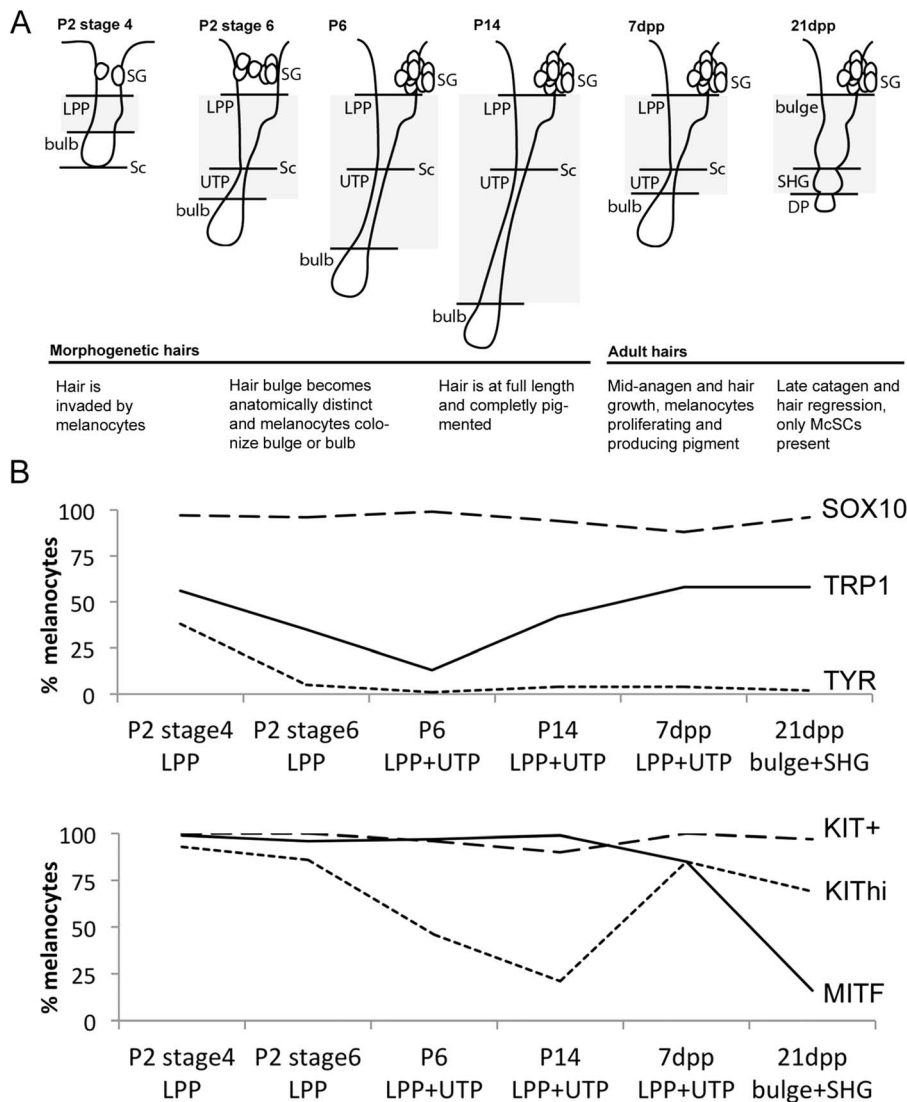 A
P2 stage 4
P2 stage 6
P6
P14
7dpp
21dpp
SG
LPP
bulb
Sc
SG
LPP
UTP
Sc
bulb
SG
LPP
UTP
Sc
bulb
SG
LPP
UTP
Sc
bulb
SG
LPP
UTP
bulb
SG
bulge
SHG
DP
Morphogenetic hairs
Adult hairs
Hair is
invaded by
melanocytes
Hair bulge becomes
anatomically distinct
and melanocytes colo-
nize bulge or bulb
Hair is at full length
and completly pig-
mented
Mid-anagen and hair
growth, melanocytes
proliferating and
producing pigment
Late catagen and
hair regression,
only McSCs
present
B
% melanocytes
100
75
50
25
0
SOX10
TRP1
TYR
P2 stage4
LPP
P2 stage6
LPP
P6
LPP+UTP
P14
LPP+UTP
7dpp
LPP+UTP
21dpp
bulge+SHG
% melanocytes
100
75
50
25
0
KIT+
KIThi
MITF
P2 stage4
LPP
P2 stage6
LPP
P6
LPP+UTP
P14
LPP+UTP
7dpp
LPP+UTP
21dpp
bulge+SHG